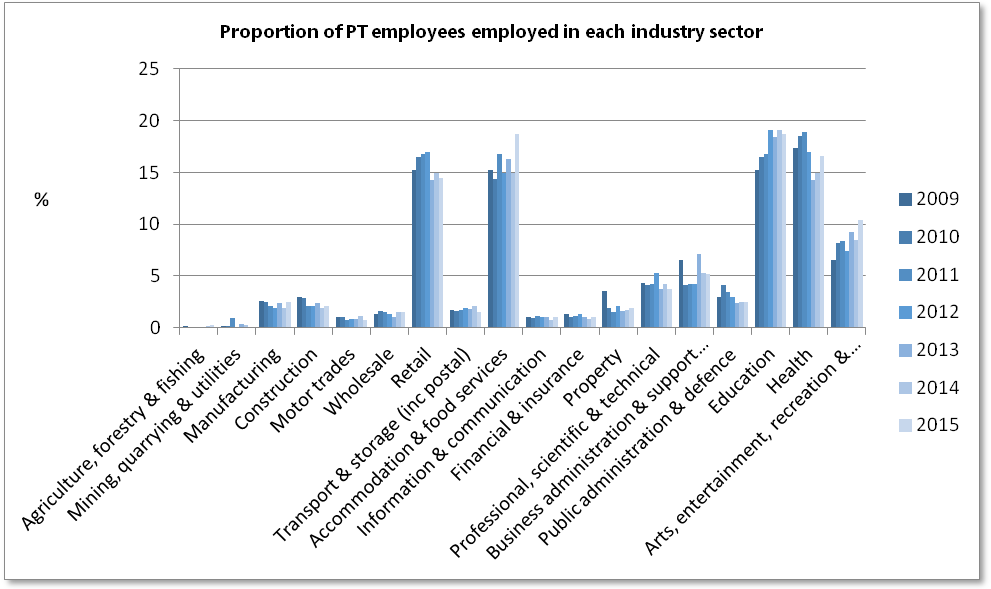 Proportion of PT employees employed in each industry sector
25
20
15
10
5
0
%
Agriculture, forestry & fishing
Mining, quarrying & utilities
Manufacturing
Construction
Motor trades
Wholesale
Retail
Transport & storage (inc postal)
Accommodation & food services
Information & communication
Financial & insurance
Property
Professional, scientific & technical
Business administration & support...
Public administration & defence
Education
Health
Arts, entertainment, recreation &...
2009
2010
2011
2012
2013
2014
2015